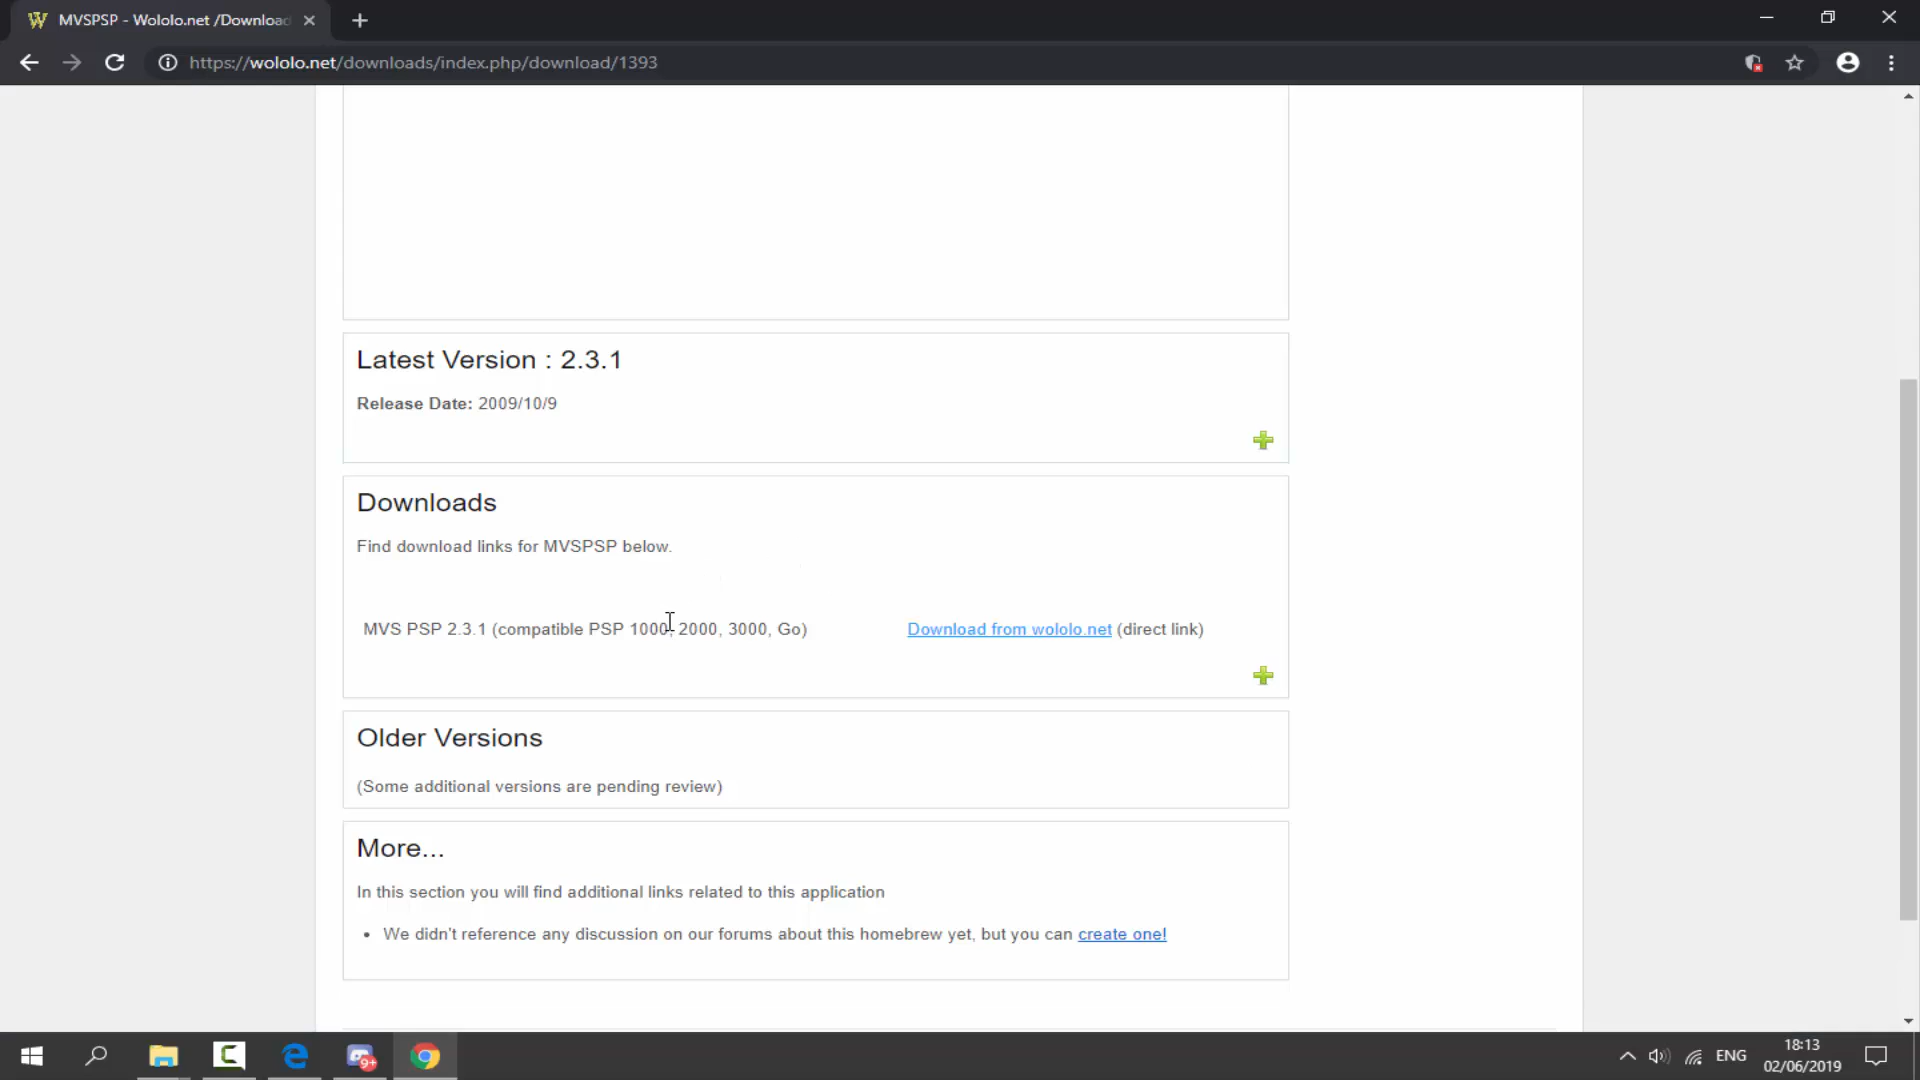 MVSPSP - Wololo.net /Download
https://wololo.net/downloads/index.php/download/1393
Latest Version : 2.3.1
Release Date: 2009/10/9
Downloads
Find download links for MVSPSP below.
MVS PSP 2.3.1 (compatible PSP 1000, 2000, 3000, Go) Download from wololo.net (direct link)
Older Versions
(Some additional versions are pending review)
More...
In this section you will find additional links related to this application
• We didn't reference any discussion on our forums about this homebrew yet, but you can create one!
9+
ENG
18:13
02/06/2019